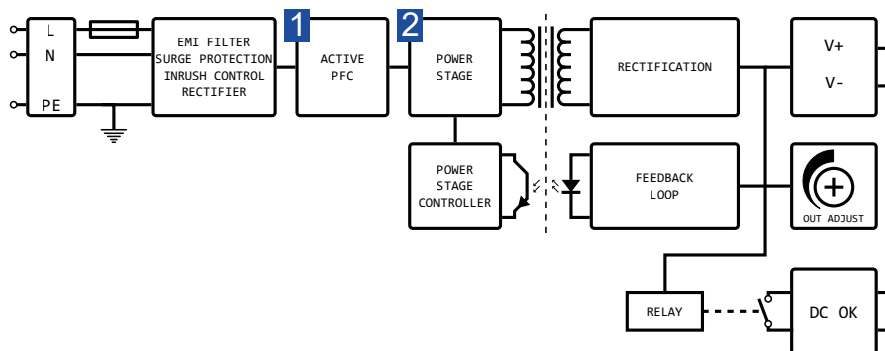 L
N
PE
EMI FILTER
SURGE PROTECTION
INRUSH CONTROL
RECTIFIER
1
ACTIVE
PFC
2
POWER
STAGE
RECTIFICATION
V+
V-
POWER
STAGE
CONTROLLER
FEEDBACK
LOOP
OUT ADJUST
RELAY
DC OK